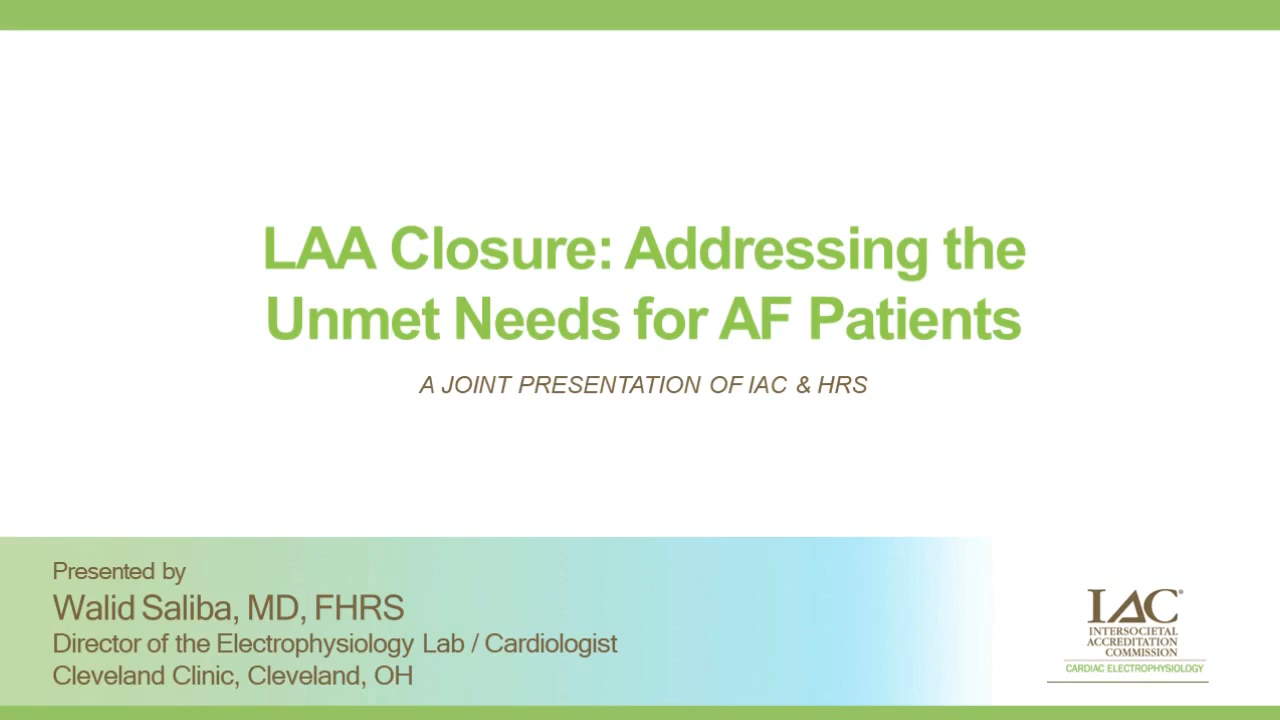 LAA Closure: Addressing the
Unmet Needs for AF Patients
A JOINT PRESENTATION OF IAC & HRS
Presented by
Walid Saliba, MD, FHRS
Director of the Electrophysiology Lab / Cardiologist
Cleveland Clinic, Cleveland, OH
IAC®
INTERSOCIETAL
ACCREDITATION
COMMISSION
CARDIAC ELECTROPHYSIOLOGY